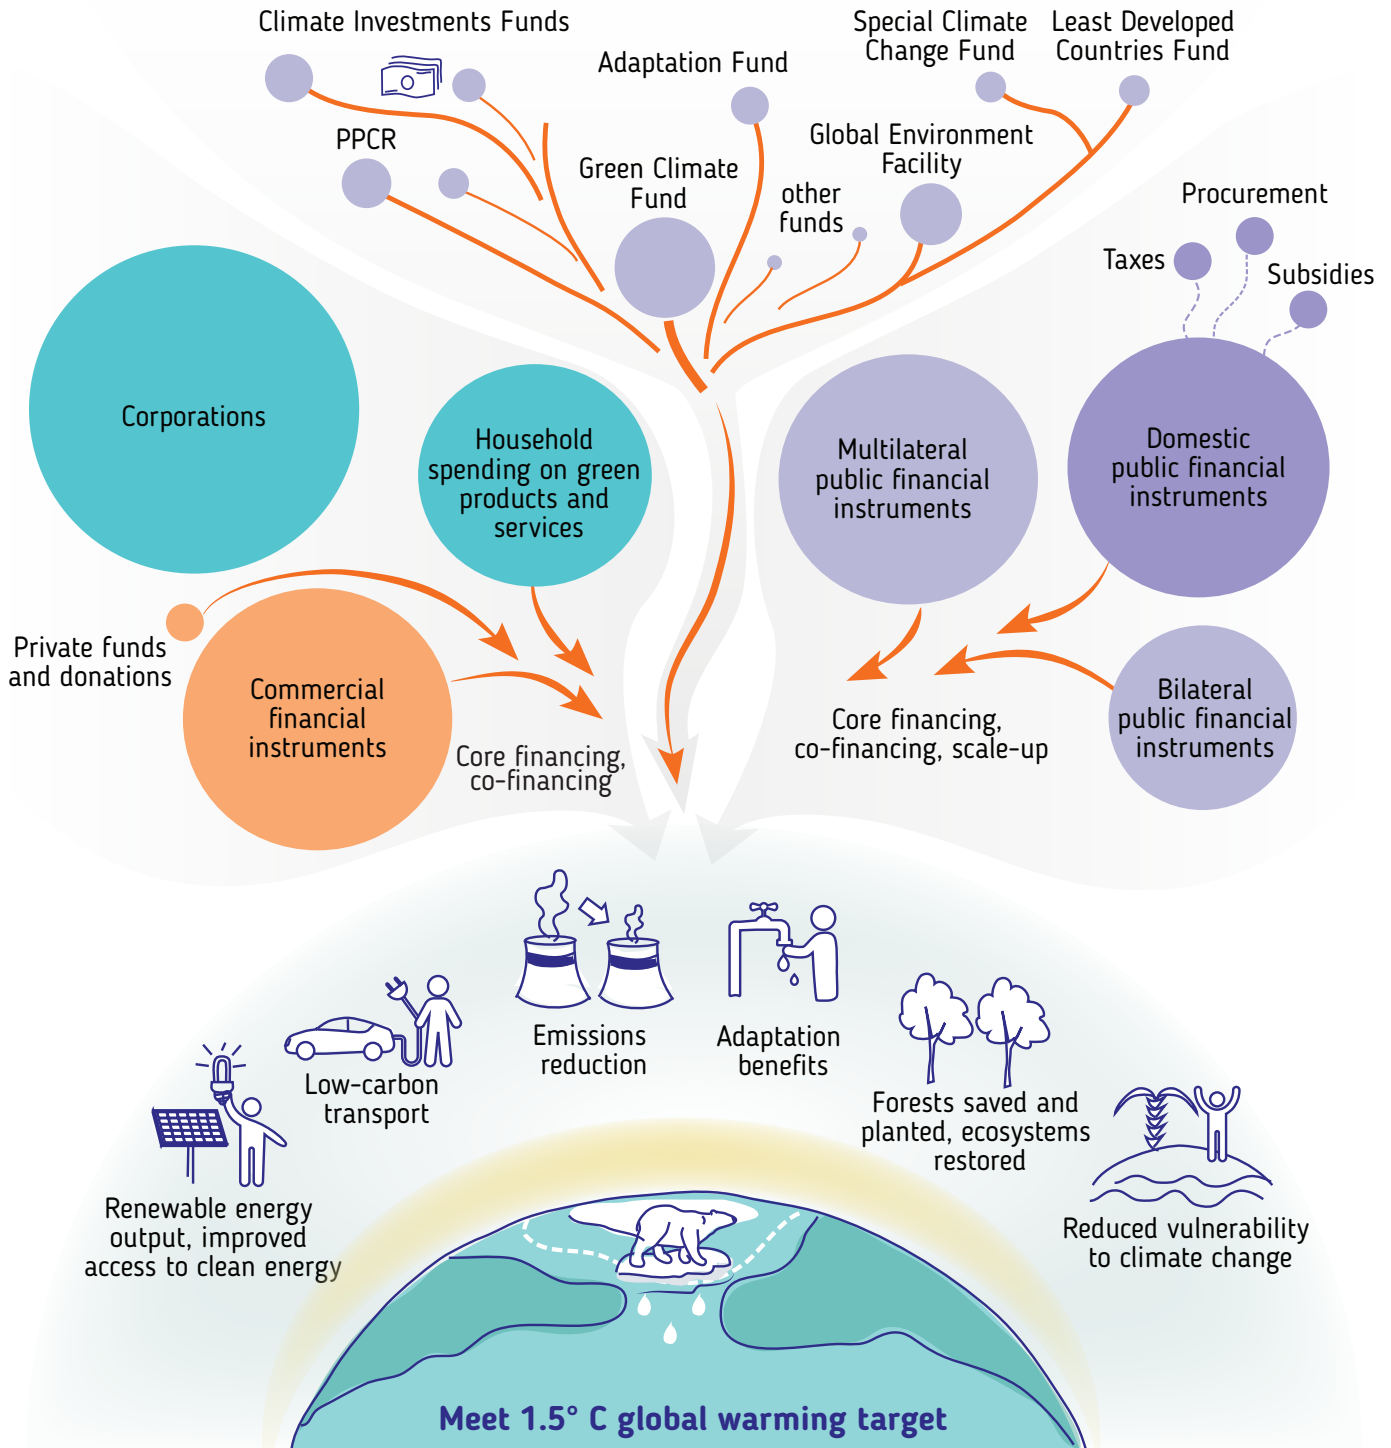 Climate Investments Funds
Special Climate
Change Fund
Least Developed
Countries Fund
Adaptation Fund
PPCR
Green Climate
Fund
Global Environment
Facility
other
funds
Procurement
Taxes
Subsidies
Corporations
Household
spending on green
products and
services
Multilateral
public financial
instruments
Domestic
public financial
instruments
Private funds
and donations
Commercial
financial
instruments
Core financing,
co-financing
Core financing,
co-financing, scale-up
Bilateral
public financial
instruments
Emissions
reduction
Adaptation
benefits
Low-carbon
transport
Forests saved and
planted, ecosystems
restored
Renewable energy
output, improved
access to clean energy
Reduced vulnerability
to climate change
Meet 1.5° C global warming target